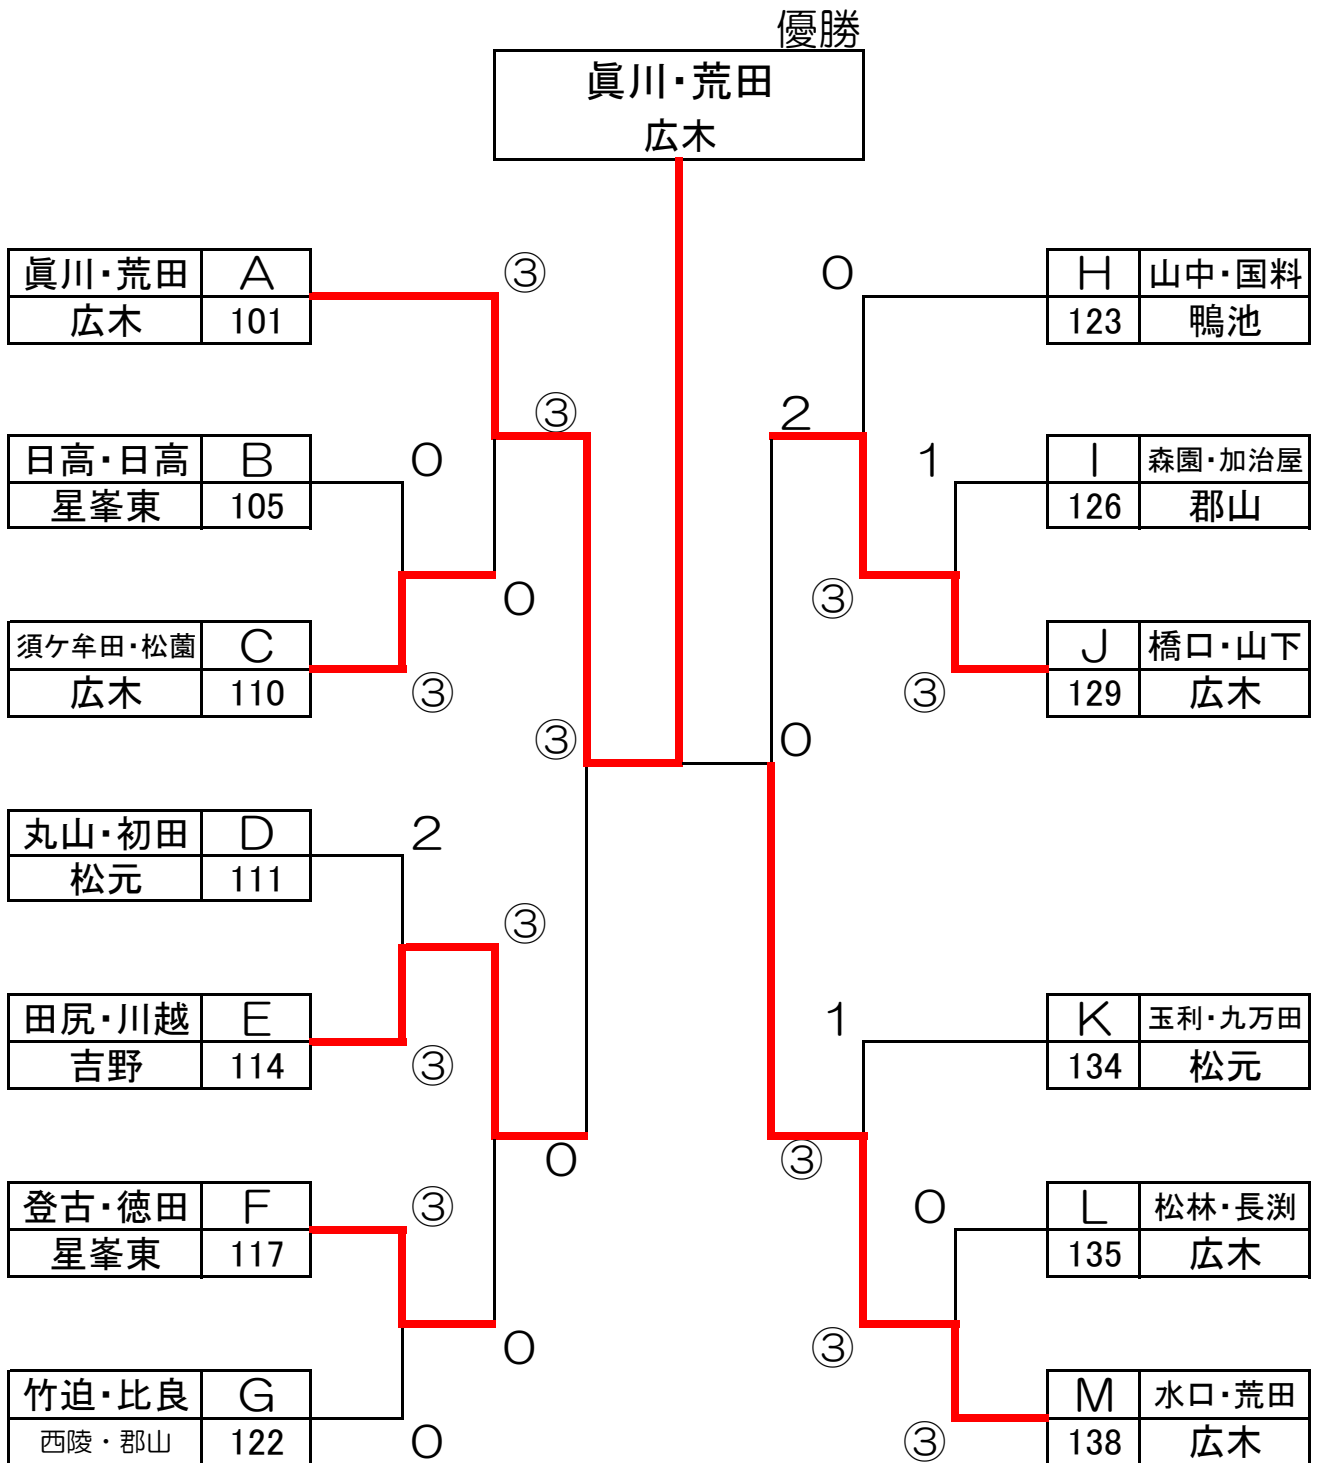 優勝
眞川・荒田
広木
眞川・荒田 A
広木 101
③
0
H 山中・国料
123 鴨池
③
2
日高・日高 B
星峯東 105
0
1
I 森園・加治屋
126 郡山
0
③
須ケ牟田・松薗 C
広木 110
③
③
J 橋口・山下
129 広木
③
0
丸山・初田 D
松元 111
2
③
田尻・川越 E
吉野 114
③
1
K 玉利・九万田
134 松元
0
③
登古・徳田 F
星峯東 117
③
0
L 松林・長渕
135 広木
0
③
竹迫・比良 G
西陵・郡山 122
0
③
M 水口・荒田
138 広木